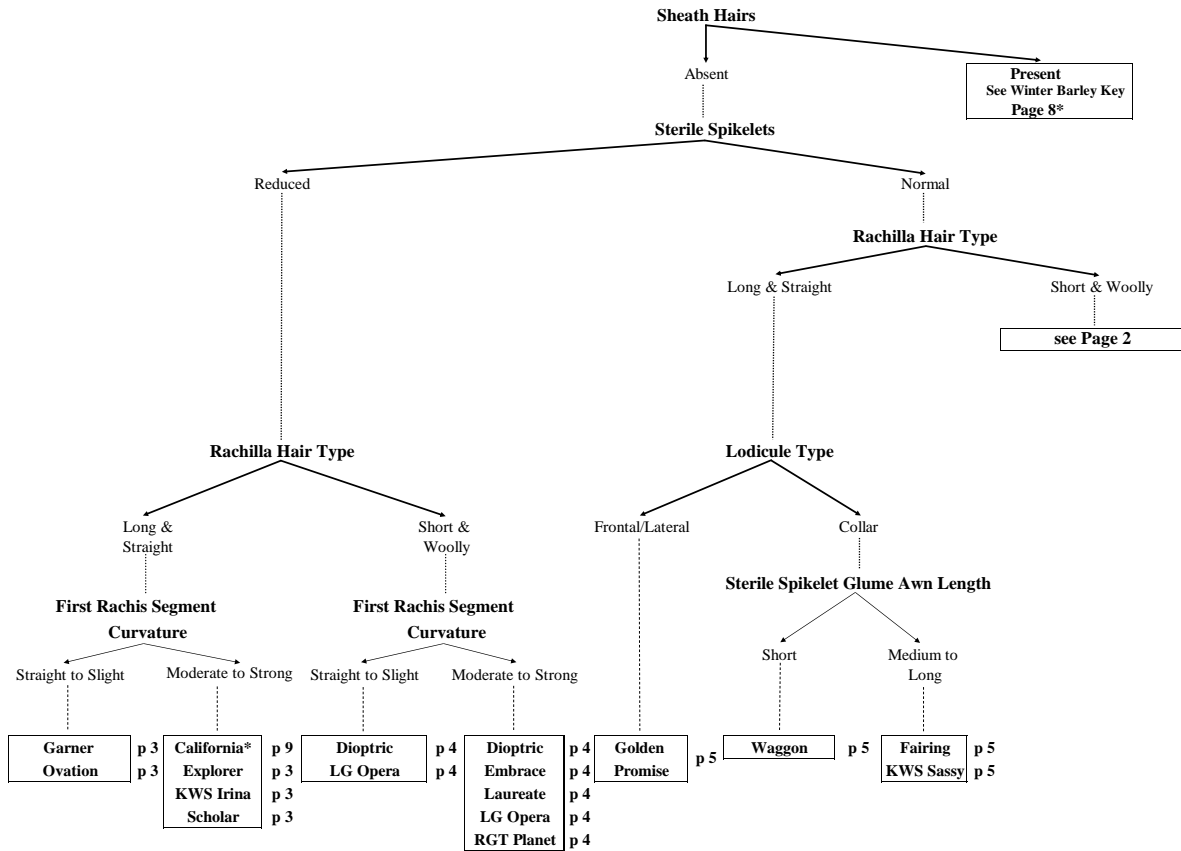 Sheath Hairs
Absent
Present
See Winter Barley Key
Page 8*
Sterile Spikelets
Reduced
Normal
Rachilla Hair Type
Long & Straight
Short & Woolly
see Page 2
Rachilla Hair Type
Lodicule Type
Long &
Straight
Short &
Woolly
Frontal/Lateral
Collar
First Rachis Segment
Curvature
First Rachis Segment
Curvature
Sterile Spikelet Glume Awn Length
Straight to Slight
Moderate to Strong
Straight to Slight
Moderate to Strong
Short
Medium to
Long
Garner p 3
Ovation p 3
California* p 9
Explorer p 3
KWS Irina p 3
Scholar p 3
Dioptric p 4
LG Opera p 4
Dioptric p 4
Embrace p 4
Laureate p 4
LG Opera p 4
RGT Planet p 4
Golden
Promise
p 5
Waggon p 5
Fairing p 5
KWS Sassy p 5